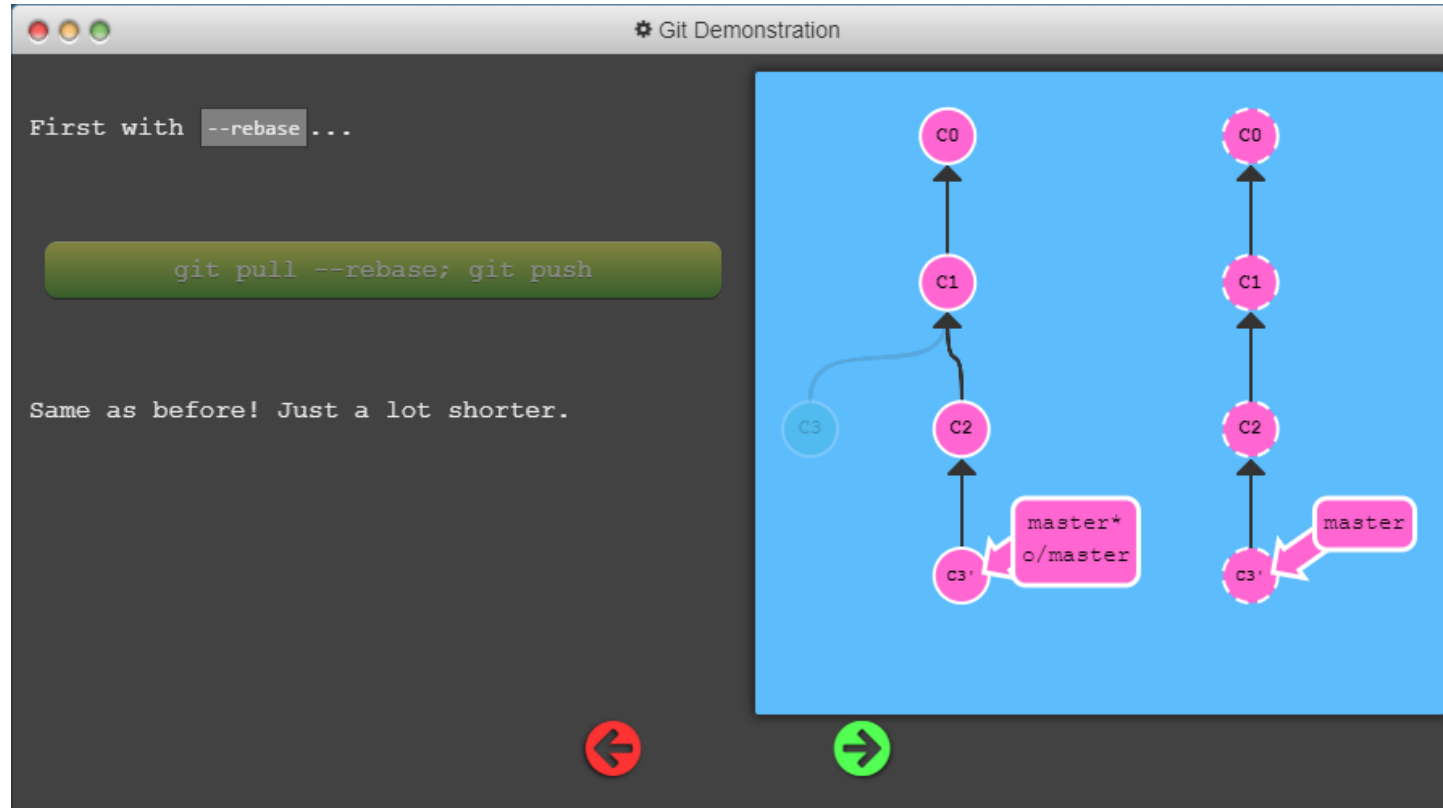 Git Demonstration
First with --rebase...
git pull --rebase; git push
Same as before! Just a lot shorter.
C0
C1
C3
C2
master*
o/master
C3'
C0
C1
C2
master
C3'